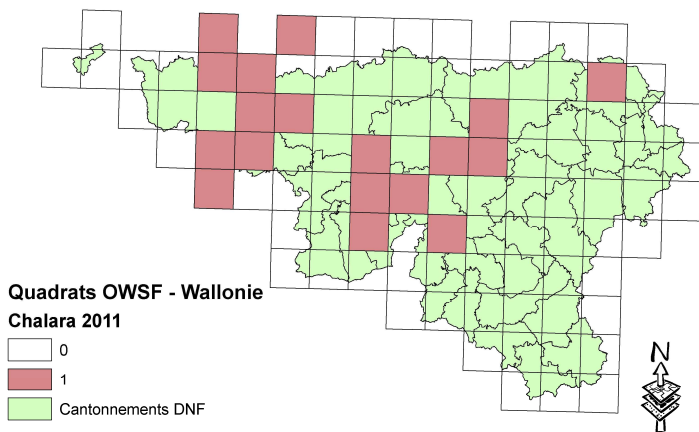 Quadrats OWSF - Wallonie
Chalara 2011
0
1
Cantonnements DNF
N